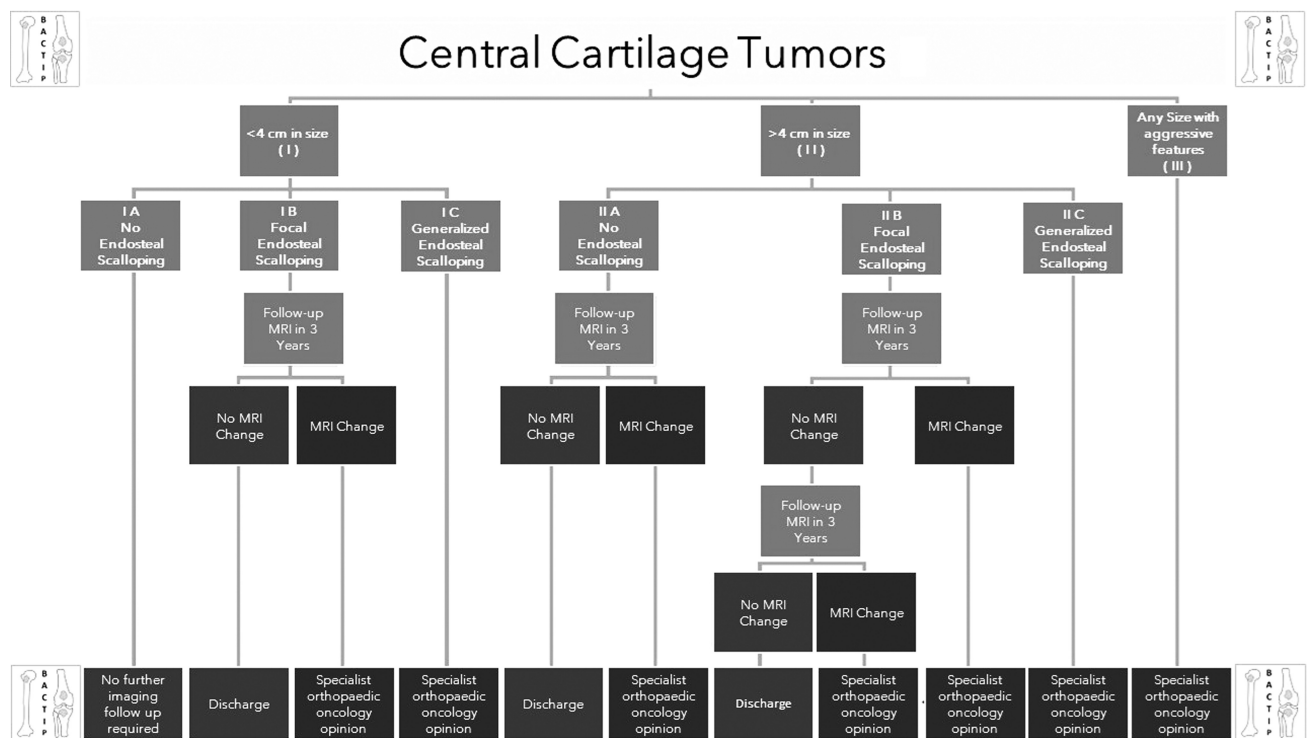 B
A
C
T
I
P
Central Cartilage Tumors
B
A
C
T
I
P
<4 cm in size
( I )
>4 cm in size
( I I )
Any Size with
aggressive
features
( III )
I A
No
Endosteal
Scalloping
I B
Focal
Endosteal
Scalloping
I C
Generalized
Endosteal
Scalloping
II A
No
Endosteal
Scalloping
II B
Focal
Endosteal
Scalloping
II C
Generalized
Endosteal
Scalloping
Follow-up
MRI in 3
Years
Follow-up
MRI in 3
Years
Follow-up
MRI in 3
Years
No MRI
Change
MRI Change
No MRI
Change
MRI Change
No MRI
Change
MRI Change
Follow-up
MRI in 3
Years
No MRI
Change
MRI Change
B
A
C
T
I
P
No further
imaging
follow up
required
Discharge
Specialist
orthopaedic
oncology
opinion
Specialist
orthopaedic
oncology
opinion
Discharge
Specialist
orthopaedic
oncology
opinion
Discharge
Specialist
orthopaedic
oncology
opinion
Specialist
orthopaedic
oncology
opinion
Specialist
orthopaedic
oncology
opinion
Specialist
orthopaedic
oncology
opinion
B
A
C
T
I
P